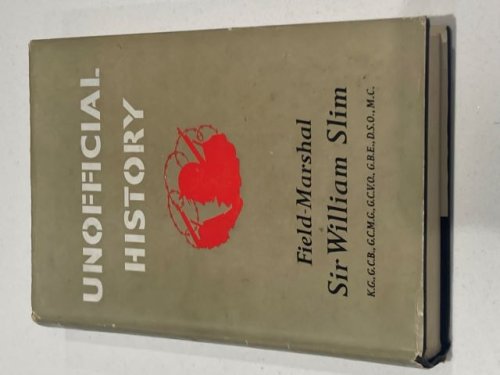 UNOFFICIAL
HISTORY
Field-Marshal
Sir William Slim
K.G., G.C.B., G.C.M.G., G.C.V.O., G.B.E., D.S.O., M.C.